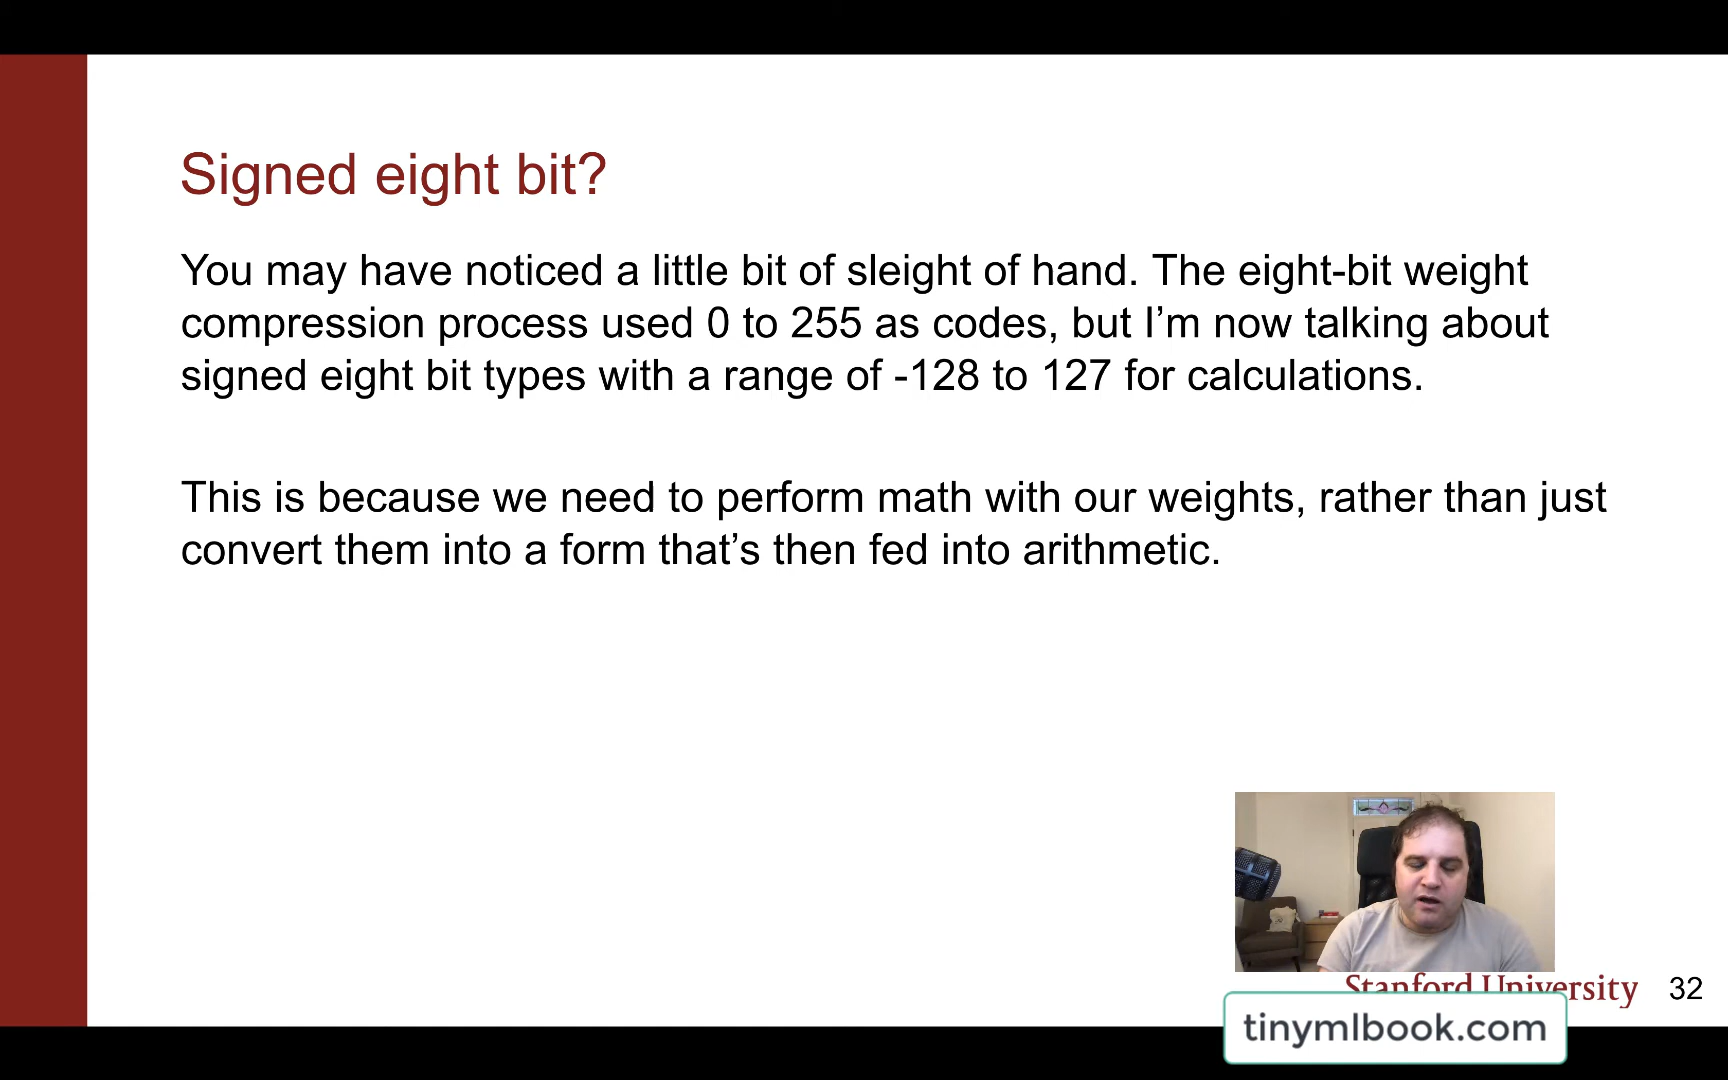 Signed eight bit?
You may have noticed a little bit of sleight of hand. The eight-bit weight
compression process used 0 to 255 as codes, but I’m now talking about
signed eight bit types with a range of -128 to 127 for calculations.
This is because we need to perform math with our weights, rather than just
convert them into a form that’s then fed into arithmetic.
Stanford University 32
tinymlbook.com